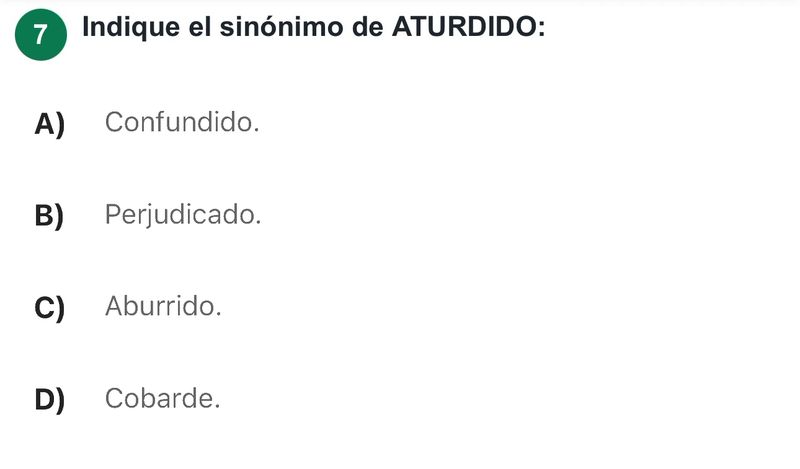 7 Indique el sinónimo de ATURDIDO:
A) Confundido.
B) Perjudicado.
C) Aburrido.
D) Cobarde.